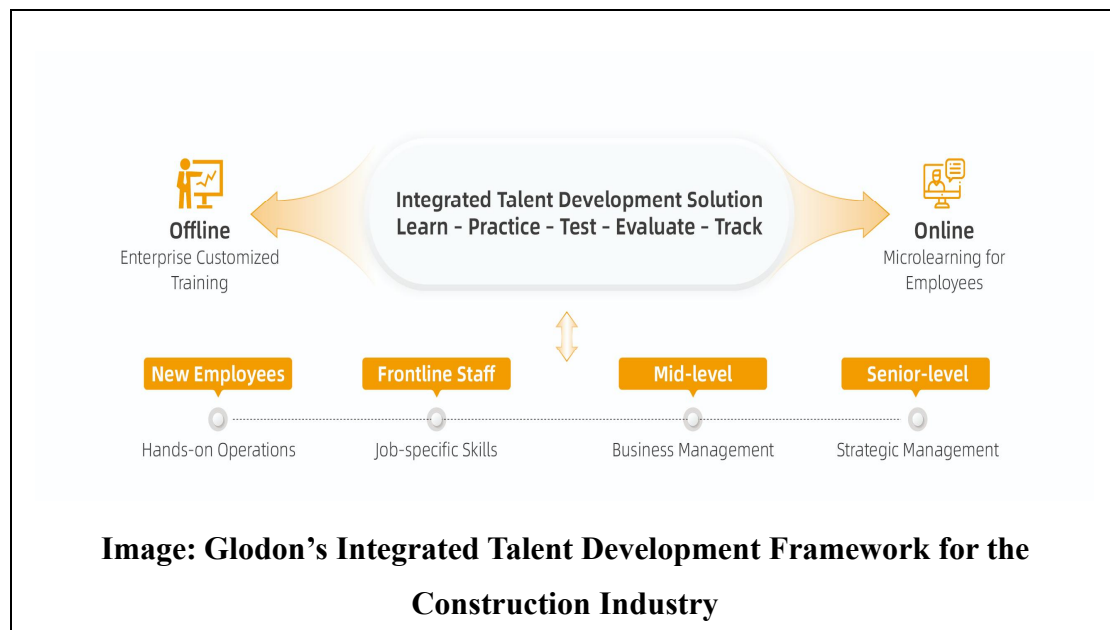 Integrated Talent Development Solution
Learn – Practice – Test – Evaluate – Track
Offline
Enterprise Customized
Training
Online
Microlearning for
Employees
New Employees
Frontline Staff
Mid-level
Senior-level
Hands-on Operations
Job-specific Skills
Business Management
Strategic Management
Image: Glodon’s Integrated Talent Development Framework for the
Construction Industry